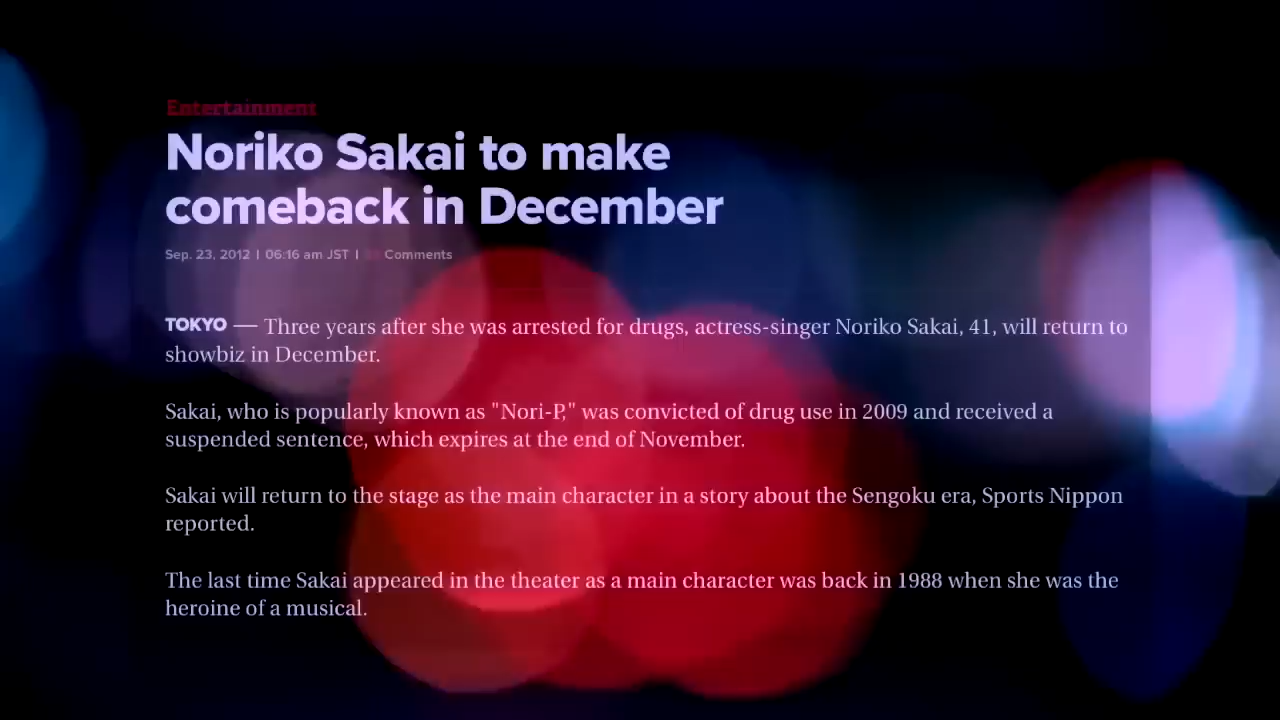 Entertainment
Noriko Sakai to make
comeback in December
Sep. 23, 2012 | 06:16 am JST | Comments
TOKYO — Three years after she was arrested for drugs, actress-singer Noriko Sakai, 41, will return to
showbiz in December.
Sakai, who is popularly known as "Nori-P," was convicted of drug use in 2009 and received a
suspended sentence, which expires at the end of November.
Sakai will return to the stage as the main character in a story about the Sengoku era, Sports Nippon
reported.
The last time Sakai appeared in the theater as a main character was back in 1988 when she was the
heroine of a musical.